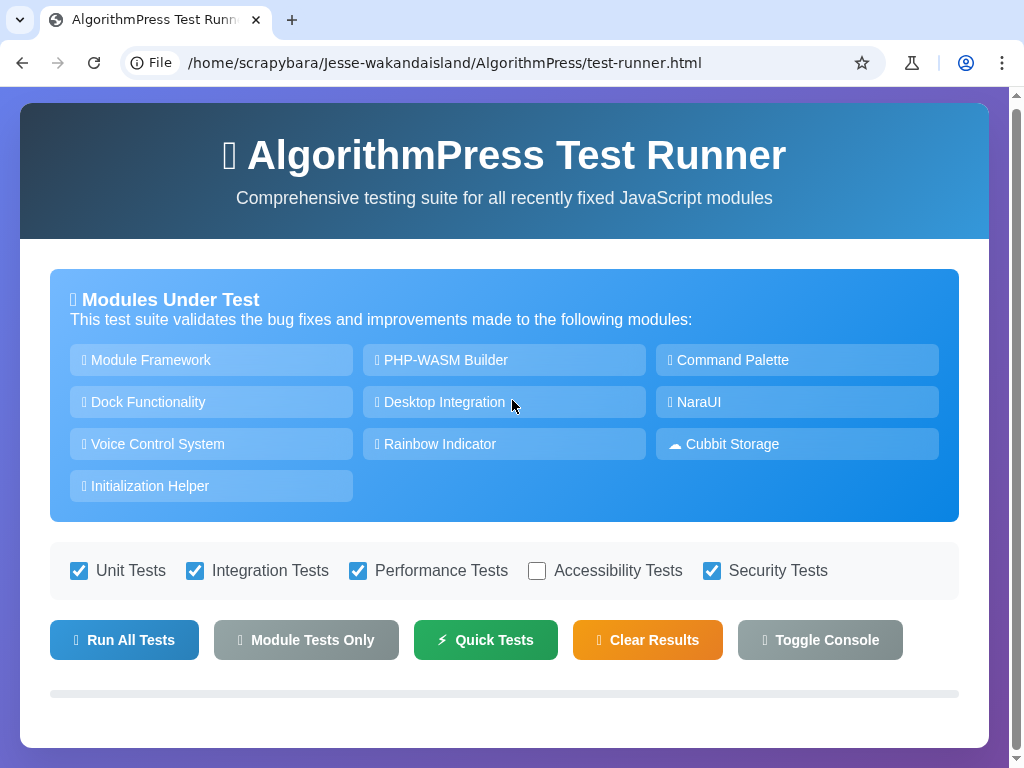 AlgorithmPress Test Runn
File
/home/scrapybara/Jesse-wakandaisland/AlgorithmPress/test-runner.html
AlgorithmPress Test Runner
Comprehensive testing suite for all recently fixed JavaScript modules
Modules Under Test
This test suite validates the bug fixes and improvements made to the following modules:
Module Framework
PHP-WASM Builder
Command Palette
Dock Functionality
Desktop Integration
NaraUI
Voice Control System
Rainbow Indicator
☁ Cubbit Storage
Initialization Helper
Unit Tests
Integration Tests
Performance Tests
Accessibility Tests
Security Tests
Run All Tests
Module Tests Only
⚡ Quick Tests
Clear Results
Toggle Console